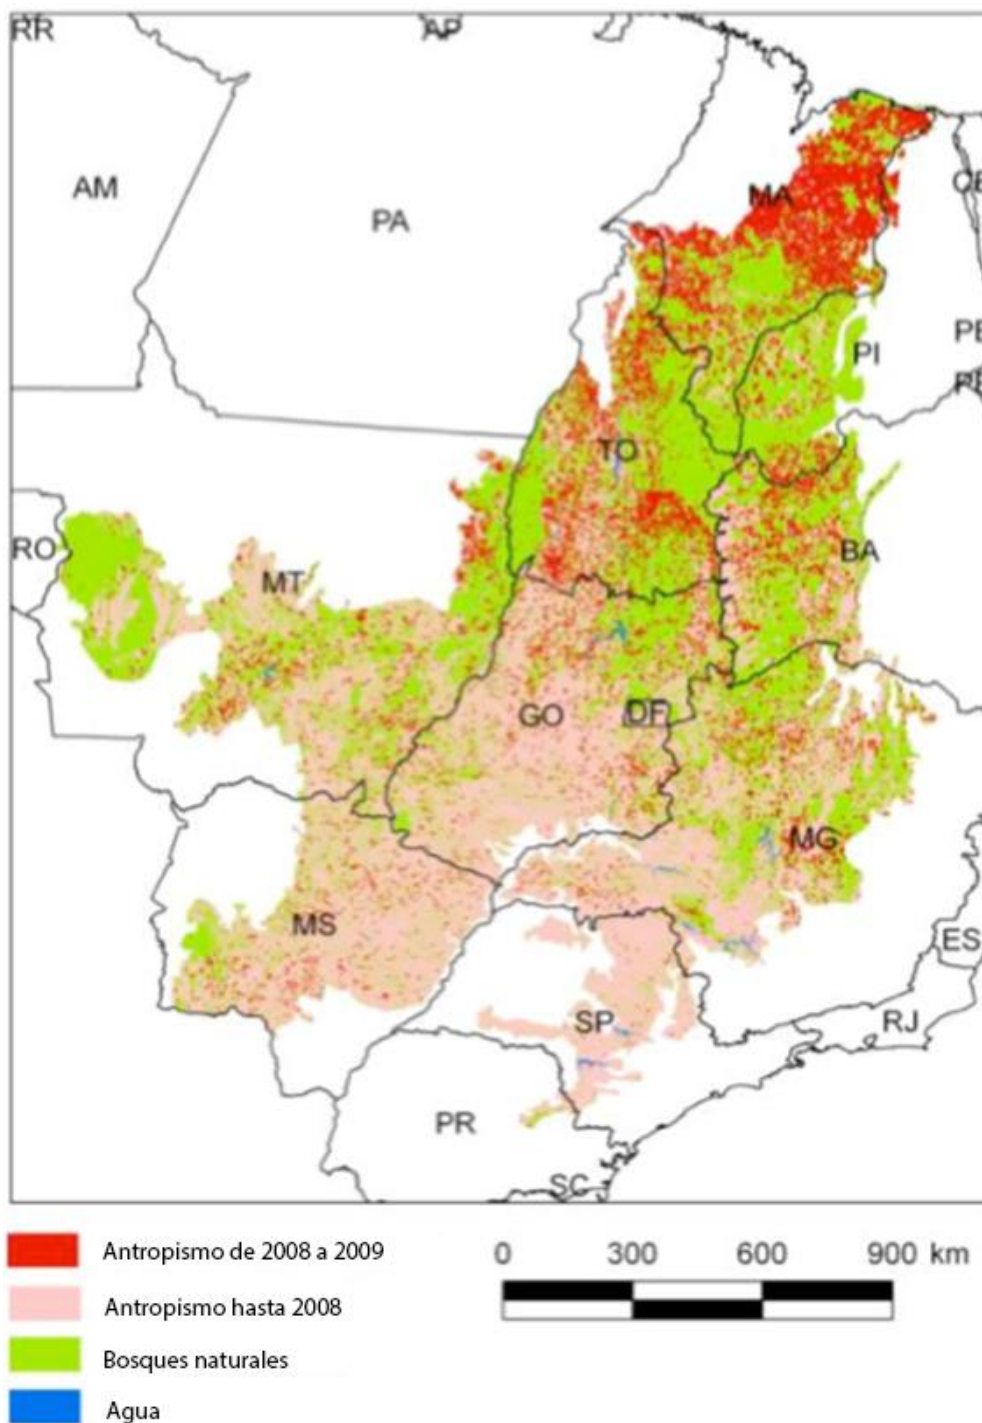 RR
AP
AM
PA
MA
CE
PI
PE
TO
RO
MT
BA
GO
DF
MG
MS
ES
SP
RJ
PR
SC
Antropismo de 2008 a 2009
0 300 600 900 km
Antropismo hasta 2008
Bosques naturales
Agua